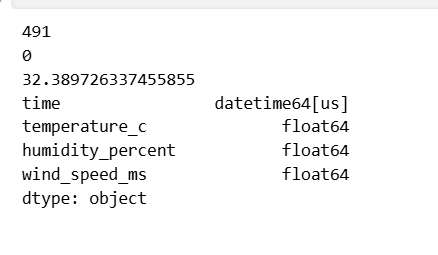 491
0
32.389726337455855
time                    datetime64[us]
temperature_c                  float64
humidity_percent               float64
wind_speed_ms                  float64
dtype: object